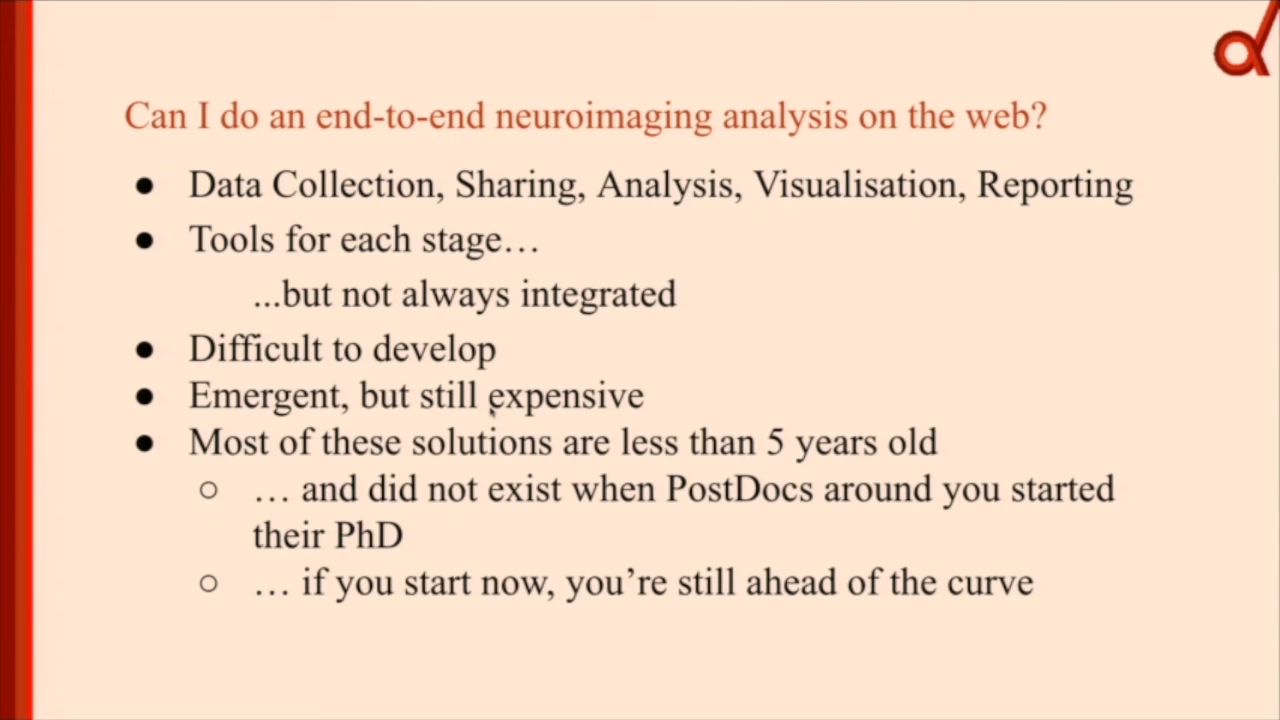 Can I do an end-to-end neuroimaging analysis on the web?
● Data Collection, Sharing, Analysis, Visualisation, Reporting
● Tools for each stage…
...but not always integrated
● Difficult to develop
● Emergent, but still expensive
● Most of these solutions are less than 5 years old
○ … and did not exist when PostDocs around you started
their PhD
○ … if you start now, you’re still ahead of the curve